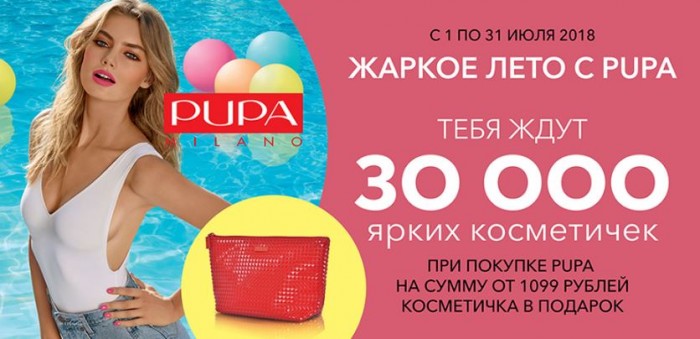 С 1 ПО 31 ИЮЛЯ 2018
ЖАРКОЕ ЛЕТО С PUPA
PUPA
MILANO
ТЕБЯ ЖДУТ
30 000
ярких косметичек
ПРИ ПОКУПКЕ PUPA
НА СУММУ ОТ 1099 РУБЛЕЙ
КОСМЕТИЧКА В ПОДАРОК